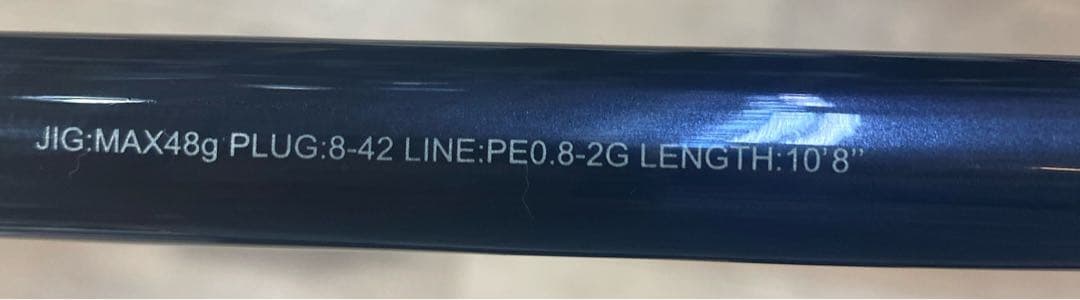 JIG:MAX48g PLUG:8-42 LINE:PE0.8-2G LENGTH:10'8"